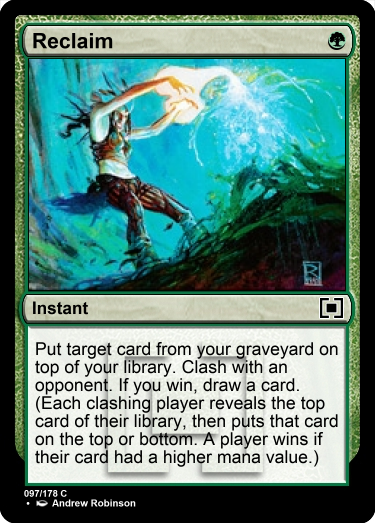 Reclaim
Instant
Put target card from your graveyard on
top of your library. Clash with an
opponent. If you win, draw a card.
(Each clashing player reveals the top
card of their library, then puts that card
on the top or bottom. A player wins if
their card had a higher mana value.)
097/178 C
• Andrew Robinson